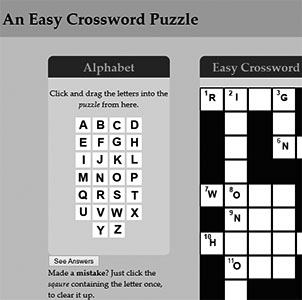 An Easy Crossword Puzzle
Alphabet
Click and drag the letters into the
puzzle from here.
A B C D
E F G H
I J K L
M N O P
Q R S T
U V W X
Y Z
See Answers
Made a mistake? Just click the
sqaure containing the letter once,
to clear it up.
Easy Crossword
1 R 2 I 3 G
6 N
7 W 8 O
9 N
10 H
11 O